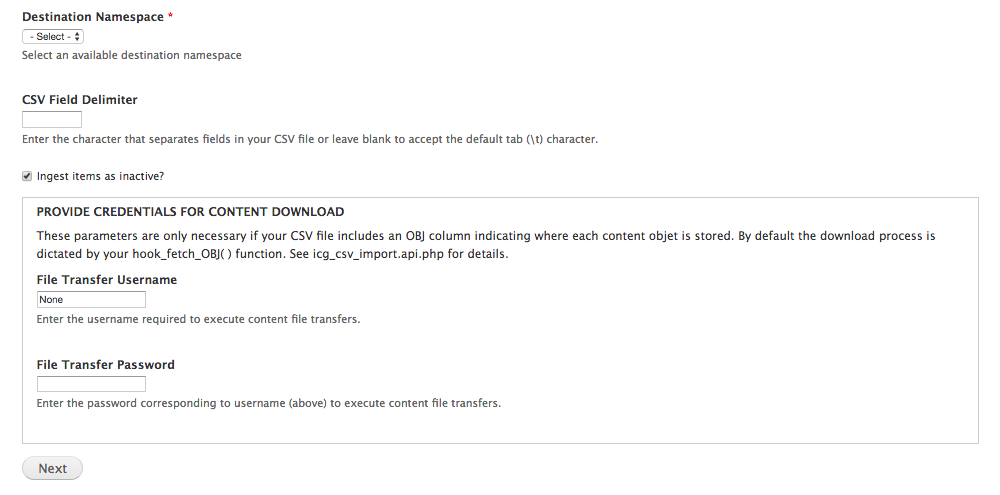 Destination Namespace *
- Select -
Select an available destination namespace
CSV Field Delimiter
Enter the character that separates fields in your CSV file or leave blank to accept the default tab (\t) character.
Ingest items as inactive?
PROVIDE CREDENTIALS FOR CONTENT DOWNLOAD
These parameters are only necessary if your CSV file includes an OBJ column indicating where each content objet is stored. By default the download process is
dictated by your hook_fetch_OBJ( ) function. See icg_csv_import.api.php for details.
File Transfer Username
None
Enter the username required to execute content file transfers.
File Transfer Password
Enter the password corresponding to username (above) to execute content file transfers.
Next